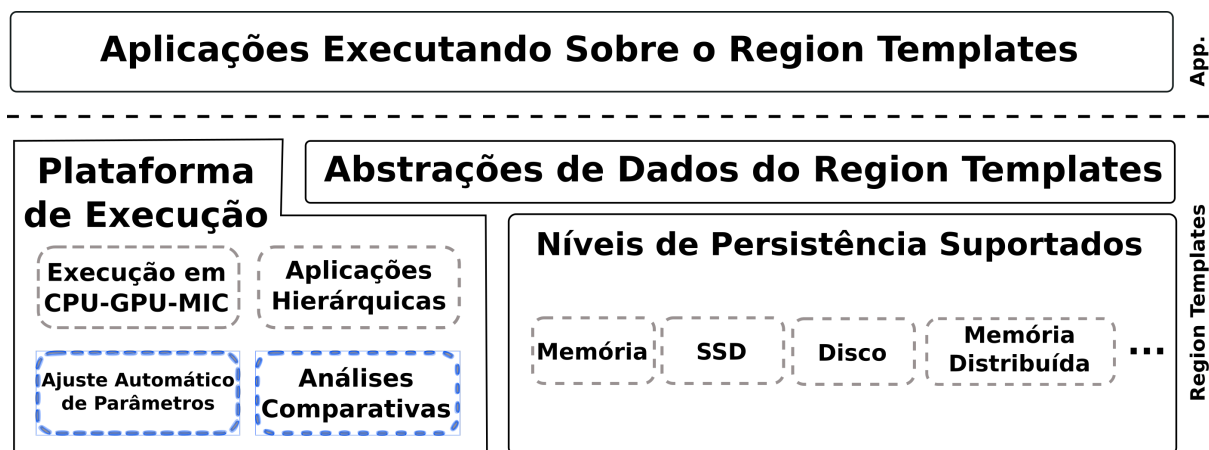 Aplicações Executando Sobre o Region Templates
App.
Plataforma
de Execução
Abstrações de Dados do Region Templates
Níveis de Persistência Suportados
Execução em
CPU-GPU-MIC
Aplicações
Hierárquicas
Ajuste Automático
de Parâmetros
Análises
Comparativas
Memória
SSD
Disco
Memória
Distribuída
...
Region Templates